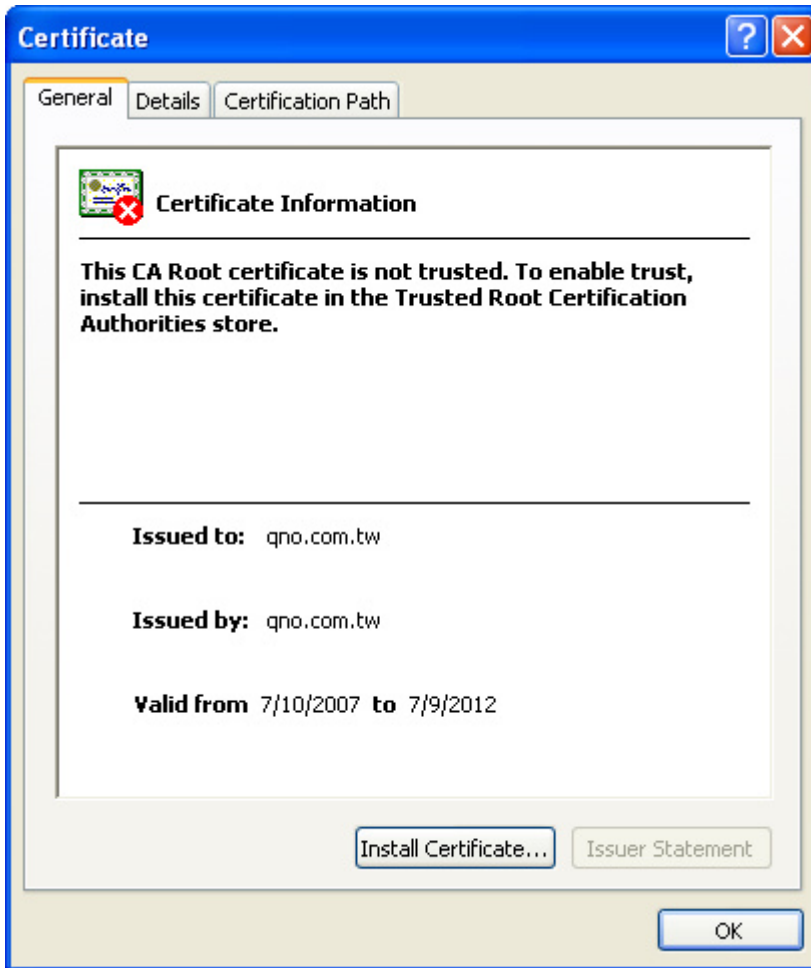 Certificate
General Details Certification Path
Certificate Information
This CA Root certificate is not trusted. To enable trust,
install this certificate in the Trusted Root Certification
Authorities store.
Issued to: qno.com.tw
Issued by: qno.com.tw
Valid from 7/10/2007 to 7/9/2012
Install Certificate... Issuer Statement
OK